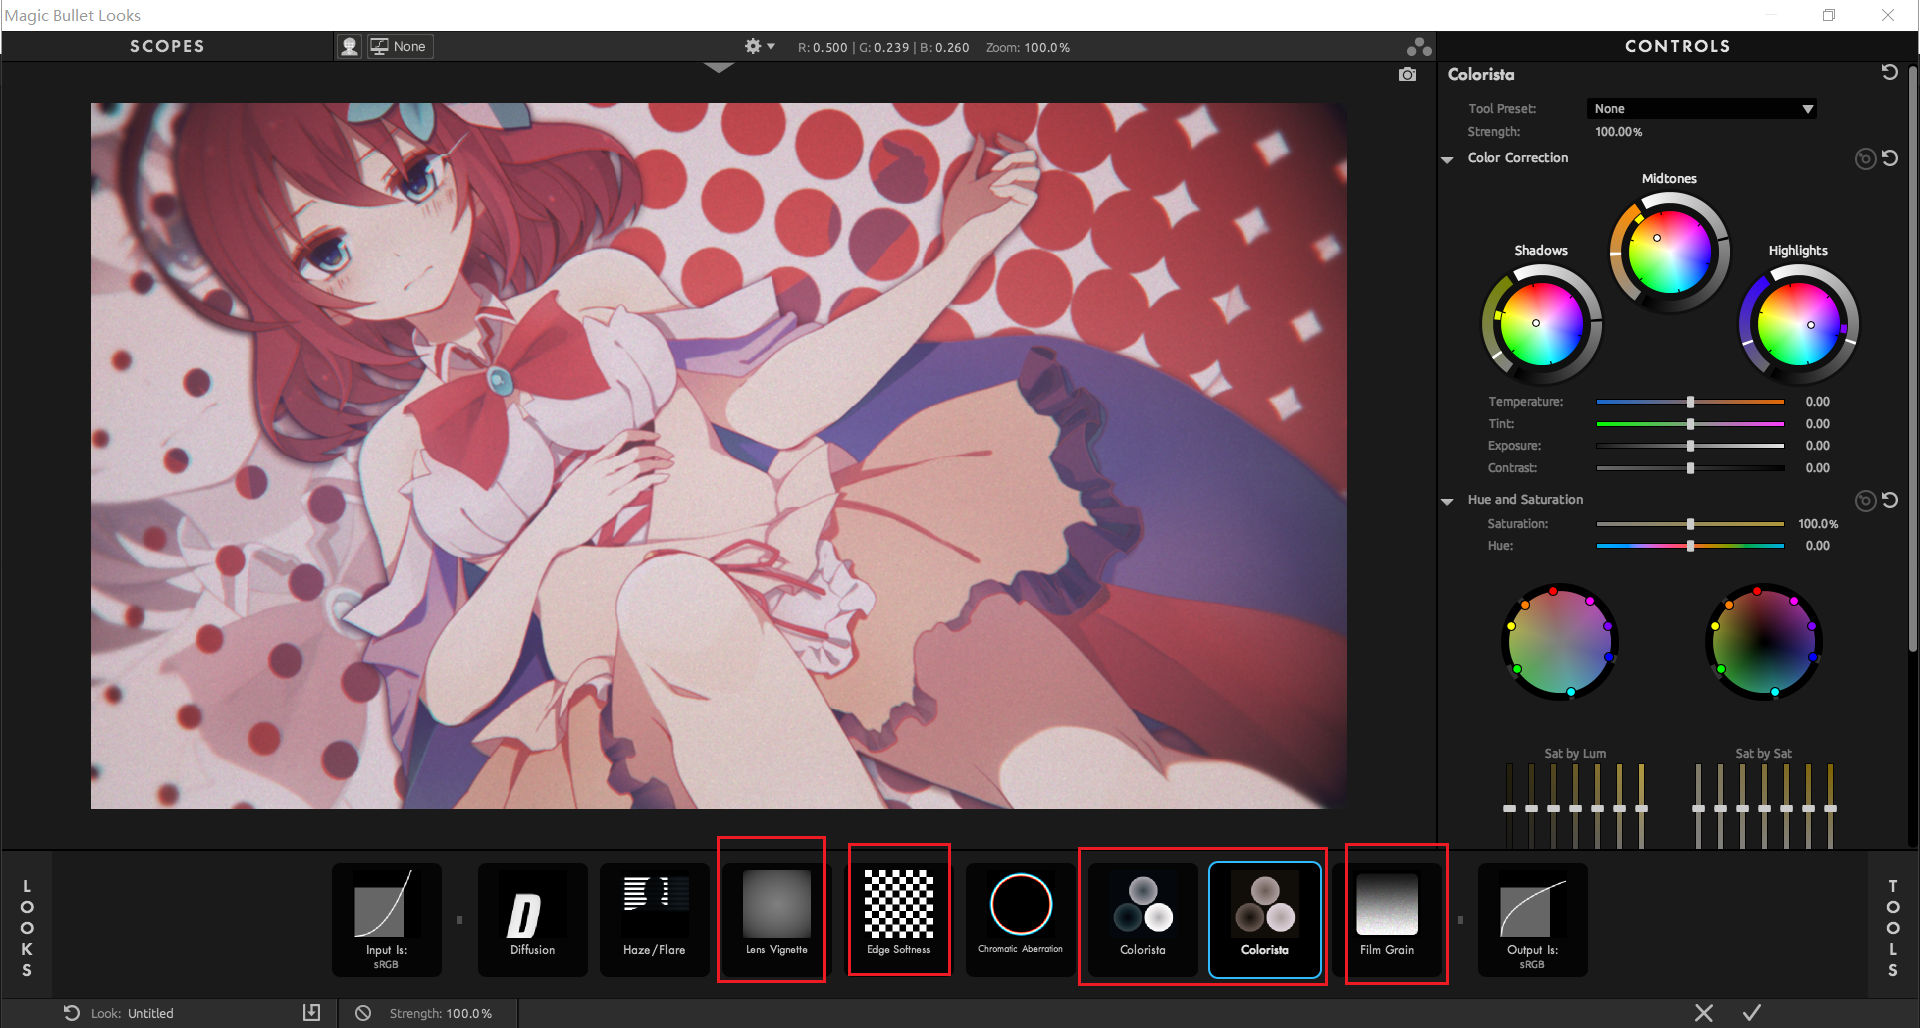 Magic Bullet Looks
SCOPES
None
R: 0.500 | G: 0.239 | B: 0.260 Zoom: 100.0%
CONTROLS
Colorista
Tool Preset: None
Strength: 100.00%
Color Correction
Midtones
Shadows
Highlights
Temperature: 0.00
Tint: 0.00
Exposure: 0.00
Contrast: 0.00
Hue and Saturation
Saturation: 100.0%
Hue: 0.00
Sat by Lum
Sat by Sat
LOOKS
Input Is:
sRGB
D
Diffusion
Haze/Flare
Lens Vignette
Edge Softness
Chromatic Aberration
Colorista
Colorista
Film Grain
Output Is:
sRGB
TOOLS
Look: Untitled
Strength: 100.0%